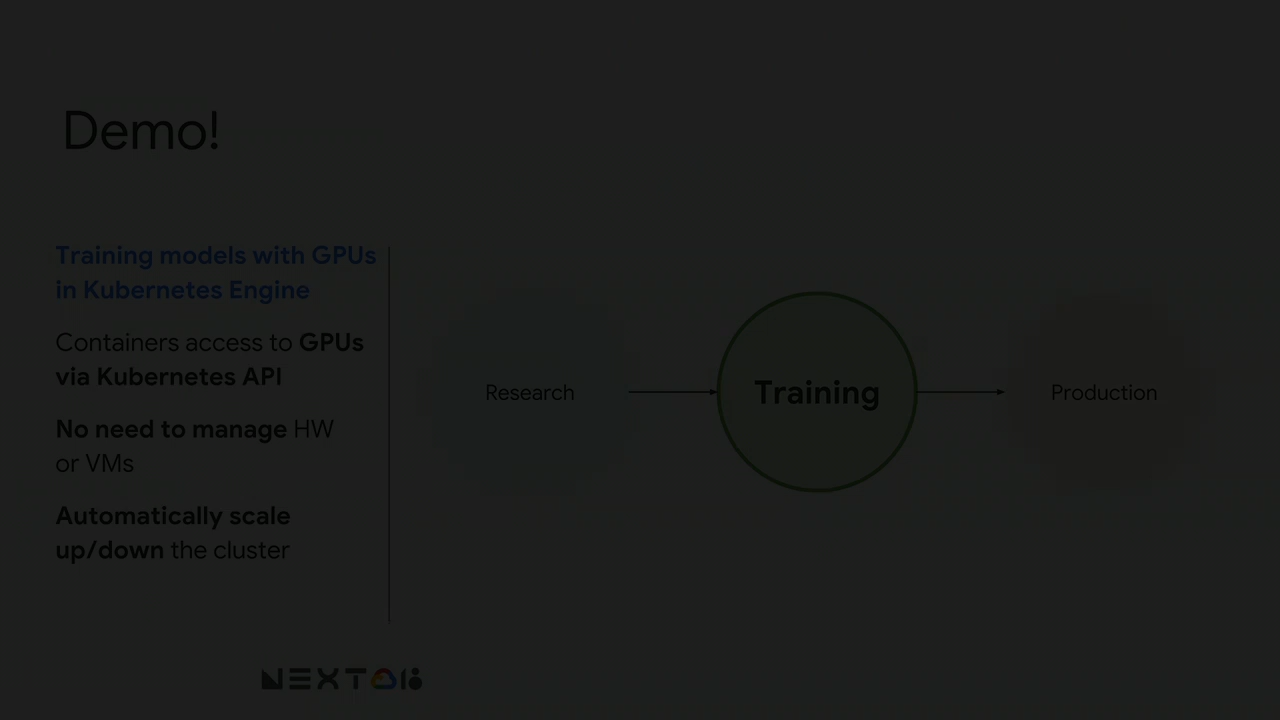 Demo!
Training models with GPUs
in Kubernetes Engine
Containers access to GPUs
via Kubernetes API
No need to manage HW
or VMs
Automatically scale
up/down the cluster
Research
Training
Production
NEXT 18